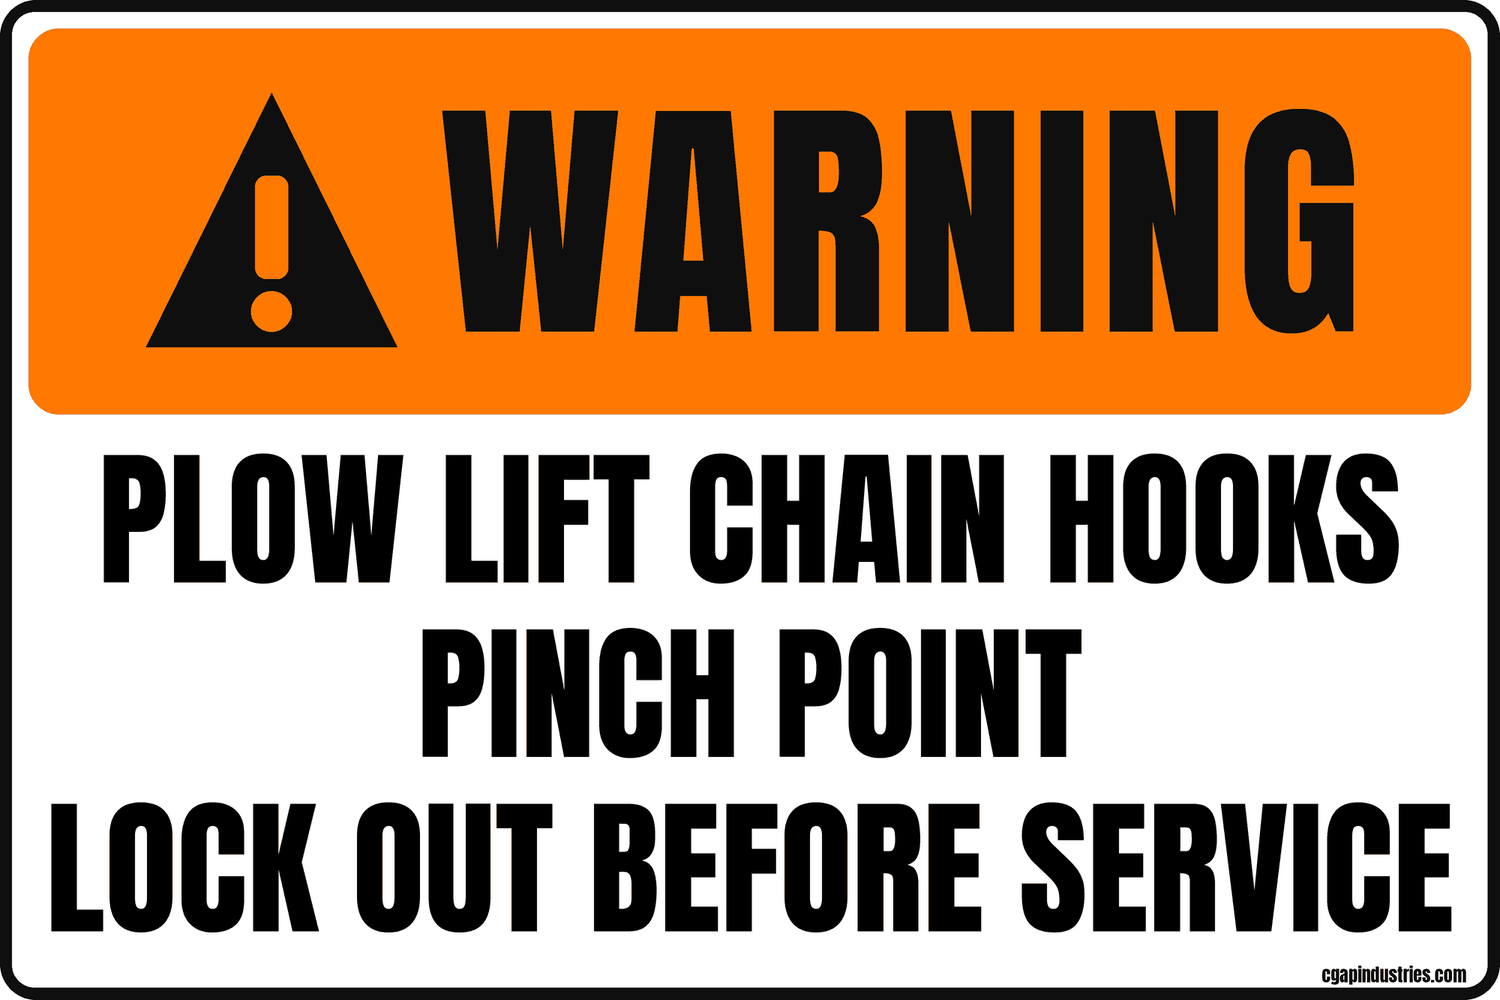 WARNING
PLOW LIFT CHAIN HOOKS
PINCH POINT
LOCK OUT BEFORE SERVICE
cgapindustries.com